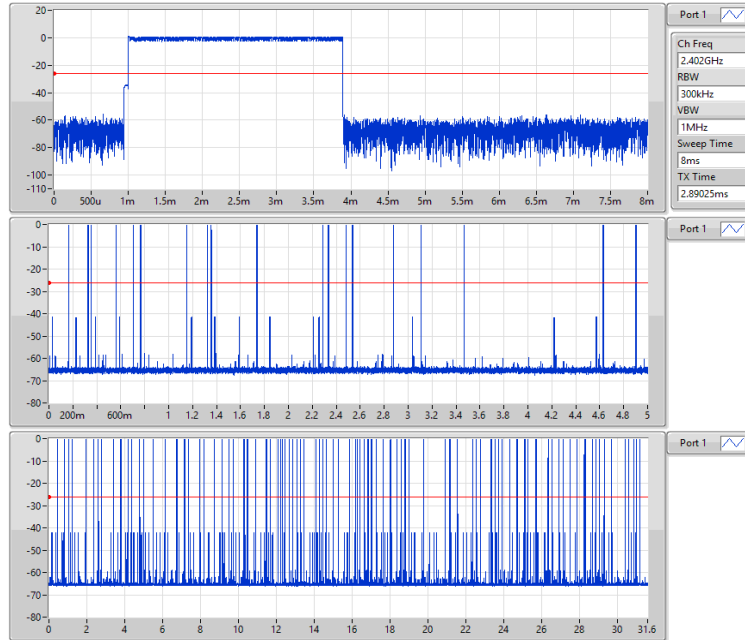 20
0
-20
-40
-60
-80
-100
-110
0 500u 1m 1.5m 2m 2.5m 3m 3.5m 4m 4.5m 5m 5.5m 6m 6.5m 7m 7.5m 8m
Port 1
Ch Freq
2.402GHz
RBW
300kHz
VBW
1MHz
Sweep Time
8ms
TX Time
2.89025ms
0
-10
-20
-30
-40
-50
-60
-70
-80
0 200m 600m 1 1.2 1.4 1.6 1.8 2 2.2 2.4 2.6 2.8 3 3.2 3.4 3.6 3.8 4 4.2 4.4 4.6 4.8 5
Port 1
0
-10
-20
-30
-40
-50
-60
-70
-80
0 2 4 6 8 10 12 14 16 18 20 22 24 26 28 30 31.6
Port 1